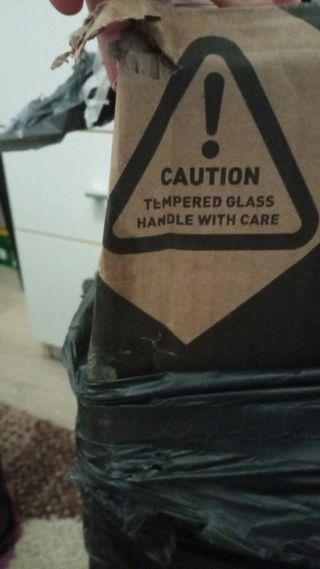 !
CAUTION
TEMPERED GLASS
HANDLE WITH CARE